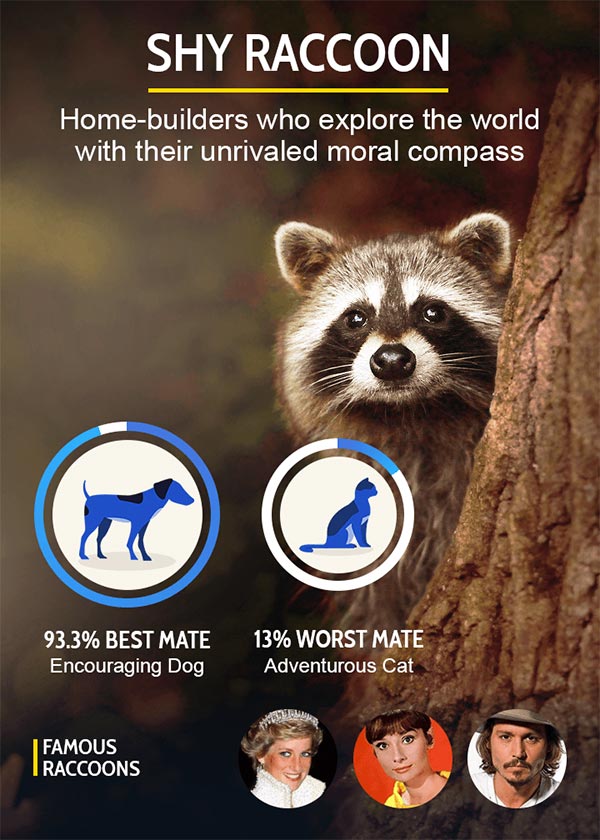 SHY RACCOON
Home-builders who explore the world
with their unrivaled moral compass
93.3% BEST MATE
Encouraging Dog
13% WORST MATE
Adventurous Cat
FAMOUS
RACCOONS